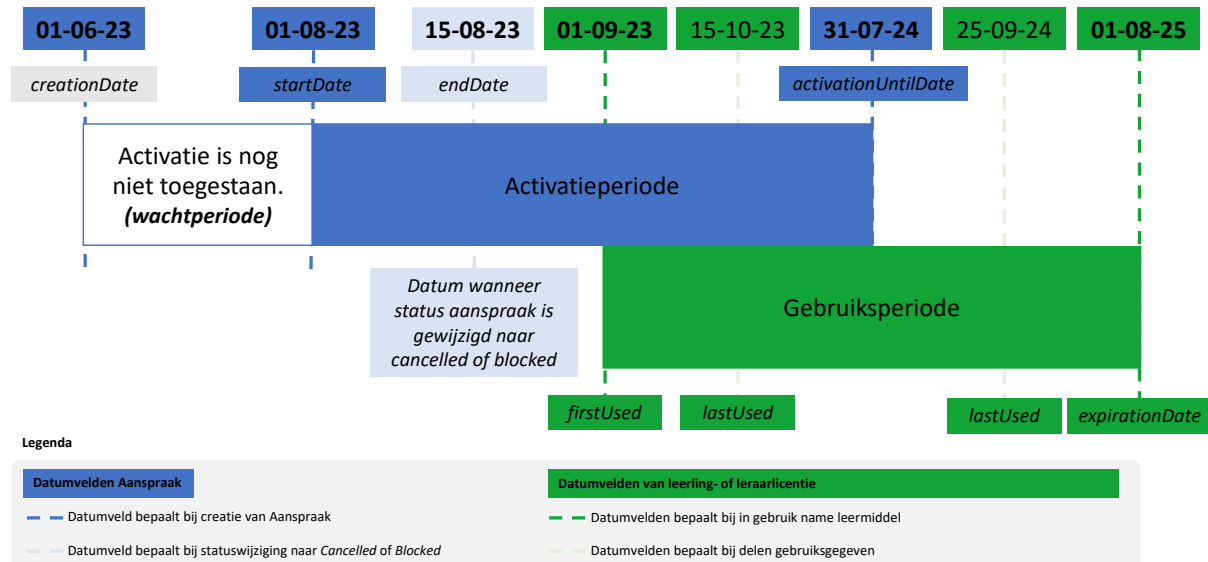 01-06-23
01-08-23
15-08-23
01-09-23
15-10-23
31-07-24
25-09-24
01-08-25
creationDate
startDate
endDate
activationUntilDate
Activatie is nog
niet toegestaan.
(wachtperiode)
Activatieperiode
Datum wanneer
status aanspraak is
gewijzigd naar
cancelled of blocked
Gebruiksperiode
firstUsed
lastUsed
lastUsed
expirationDate
Legenda
Datumvelden Aanspraak
Datumvelden van leerling- of leraarlicentie
Datumveld bepaalt bij creatie van Aanspraak
Datumvelden bepaalt bij in gebruik name leermiddel
Datumveld bepaalt bij statuswijziging naar Cancelled of Blocked
Datumvelden bepaalt bij delen gebruiksgegeven